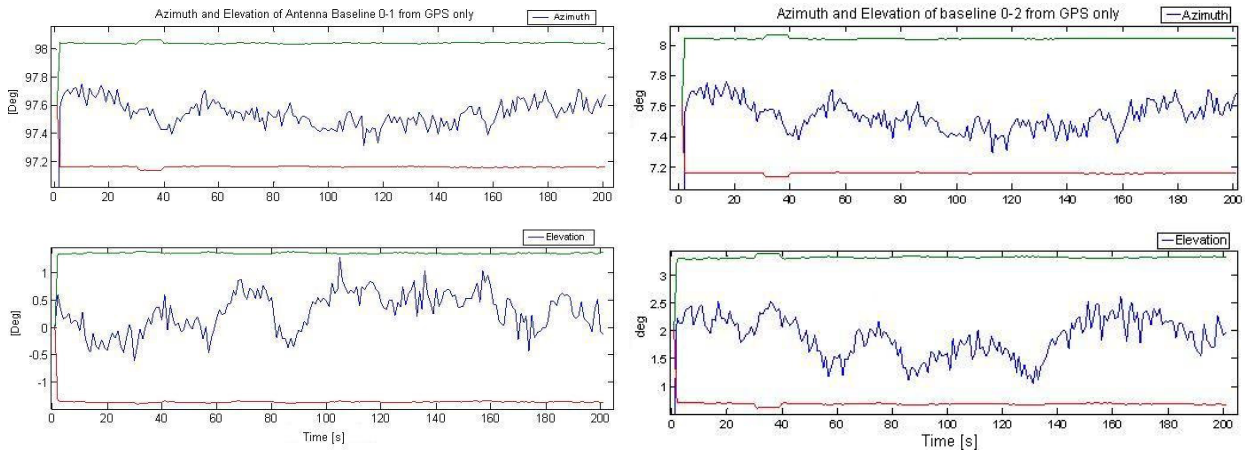 Azimuth and Elevation of Antenna Baseline 0-1 from GPS only
Azimuth
[Deg]
98
97.8
97.6
97.4
97.2
0 20 40 60 80 100 120 140 160 180 200
Elevation
[Deg]
1
0.5
0
-0.5
-1
0 20 40 60 80 100 120 140 160 180 200
Time [s]
Azimuth and Elevation of baseline 0-2 from GPS only
Azimuth
deg
8
7.8
7.6
7.4
7.2
0 20 40 60 80 100 120 140 160 180 200
Elevation
deg
3
2.5
2
1.5
1
0 20 40 60 80 100 120 140 160 180 200
Time [s]